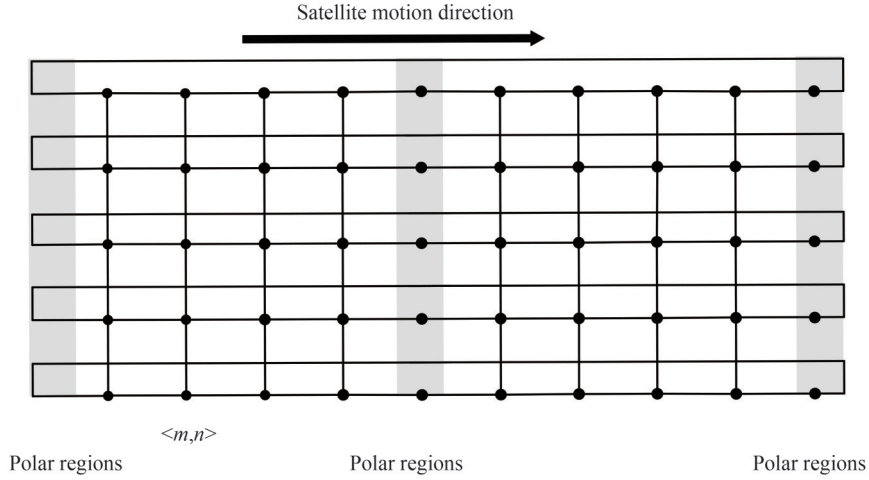 Satellite motion direction
<m,n>
Polar regions
Polar regions
Polar regions